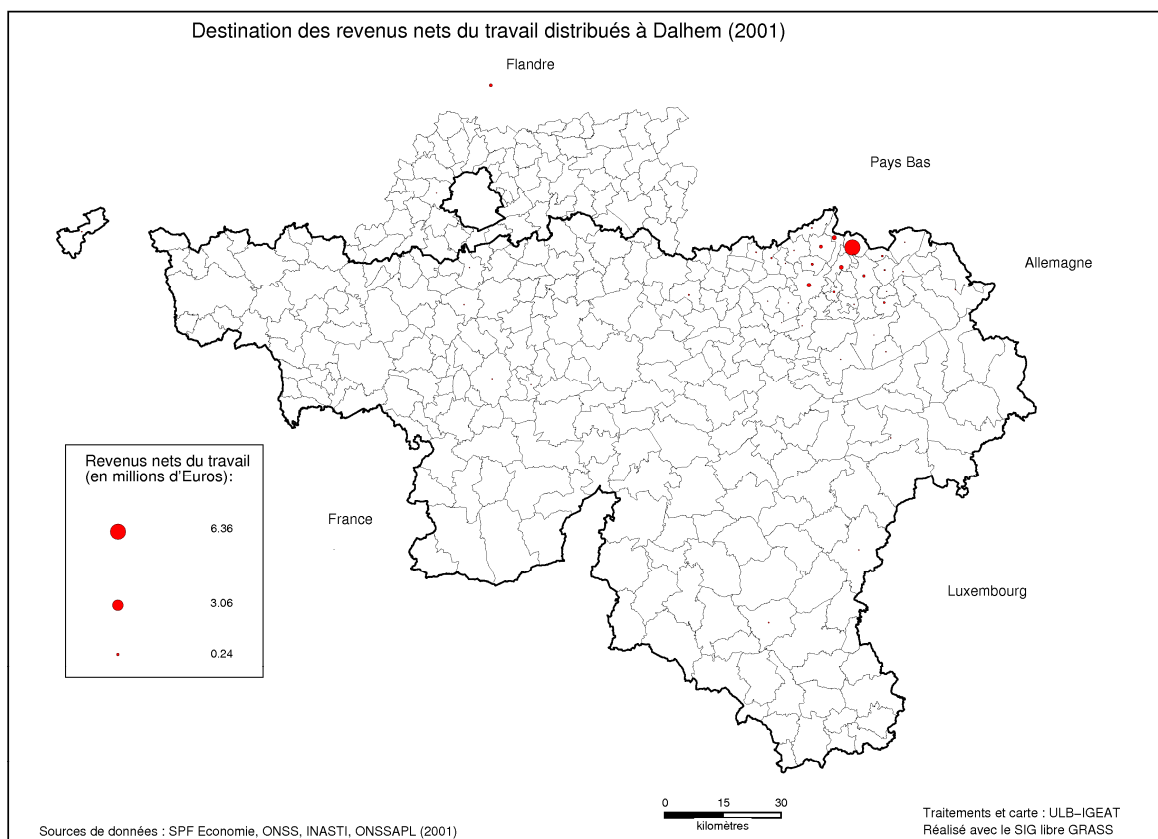 Destination des revenus nets du travail distribués à Dalhem (2001)
Flandre
Pays Bas
Allemagne
Revenus nets du travail
(en millions d'Euros):
6.36
3.06
0.24
France
Luxembourg
0 15 30
kilomètres
Sources de données : SPF Economie, ONSS, INASTI, ONSSAPL (2001)
Traitements et carte : ULB-IGEAT
Réalisé avec le SIG libre GRASS